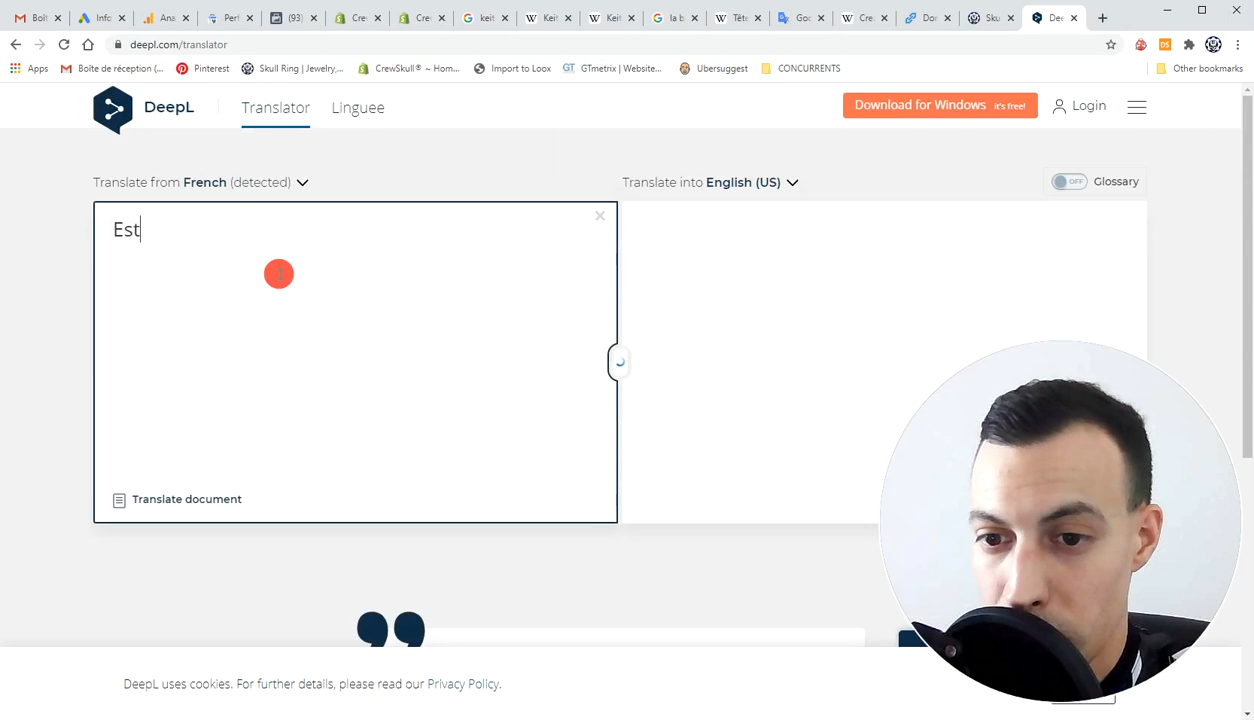 Boît
Info
Ana
Perf
(93)
Cre
Cre
keit
Keit
Keit
la b
Tête
Goo
Cre
Dor
Sku
Dee
deepl.com/translator
Apps
Boîte de réception (...
Pinterest
Skull Ring | Jewelry,...
CrewSkull® ~ Hom...
Import to Loox
GTmetrix | Website...
Ubersuggest
CONCURRENTS
Other bookmarks
DeepL
Translator
Linguee
Download for Windows it's free!
Login
Translate from French (detected)
Translate into English (US)
OFF
Glossary
Est
Translate document
DeepL uses cookies. For further details, please read our Privacy Policy.